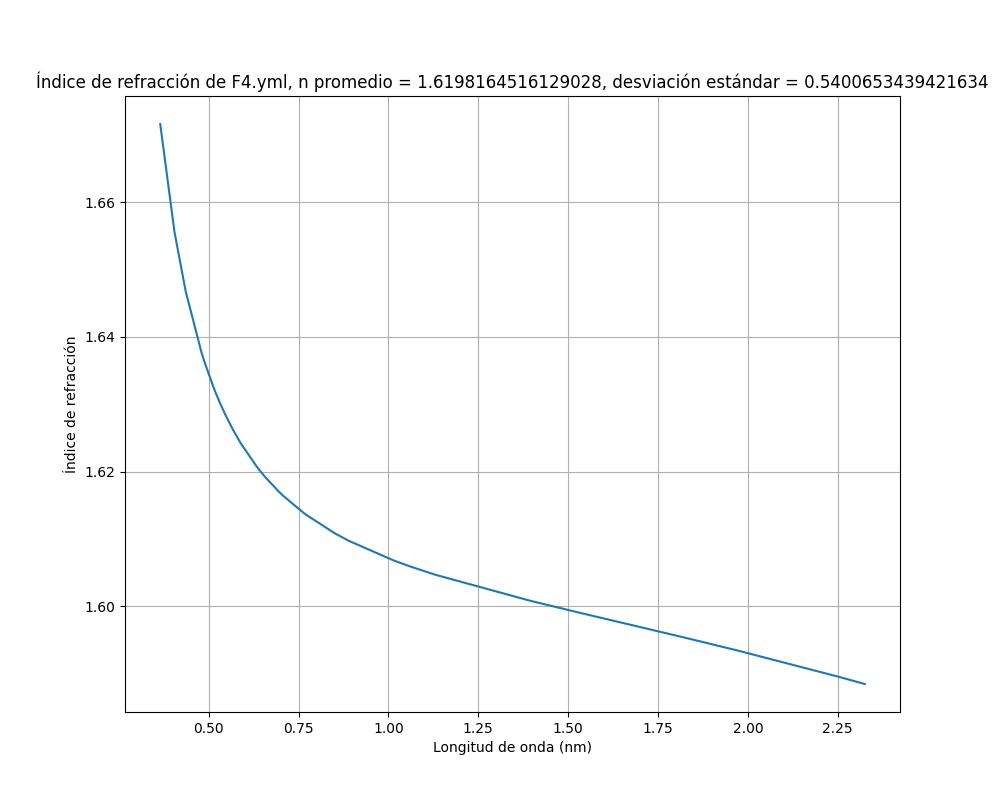 Índice de refracción de F4.yml, n promedio = 1.6198164516129028, desviación estándar = 0.5400653439421634
1.66
1.64
1.62
1.60
Índice de refracción
0.50 0.75 1.00 1.25 1.50 1.75 2.00 2.25
Longitud de onda (nm)